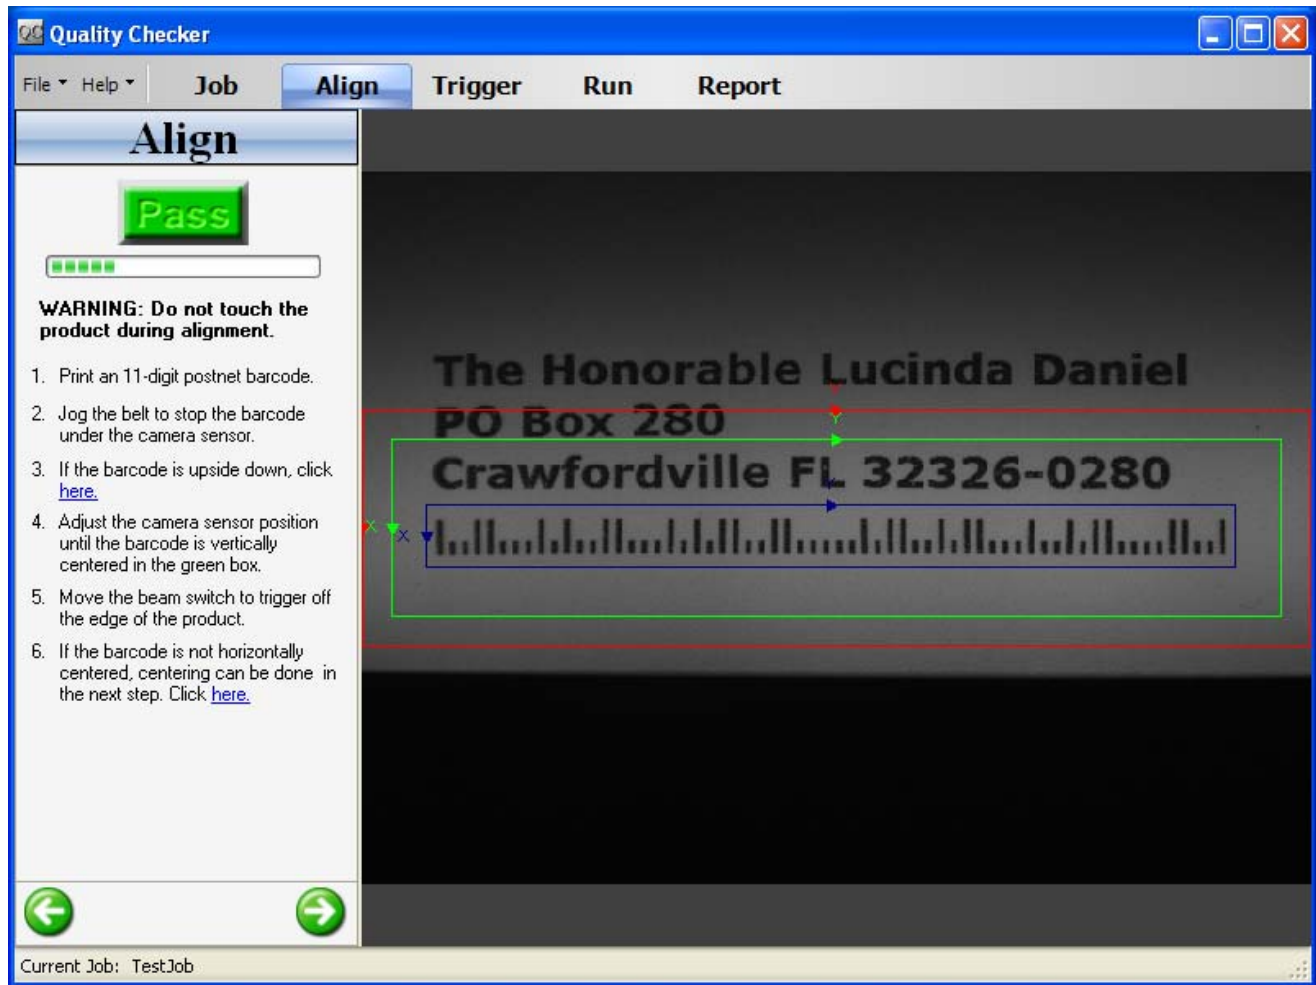 QC Quality Checker
File Help Job Align Trigger Run Report
Align
Pass
WARNING: Do not touch the
product during alignment.
1. Print an 11-digit postnet barcode.
2. Jog the belt to stop the barcode
under the camera sensor.
3. If the barcode is upside down, click
here.
4. Adjust the camera sensor position
until the barcode is vertically
centered in the green box.
5. Move the beam switch to trigger off
the edge of the product.
6. If the barcode is not horizontally
centered, centering can be done in
the next step. Click here.
The Honorable Lucinda Daniel
PO Box 280
Crawfordville FL 32326-0280
Y
Y
Y
X
X
Current Job: TestJob